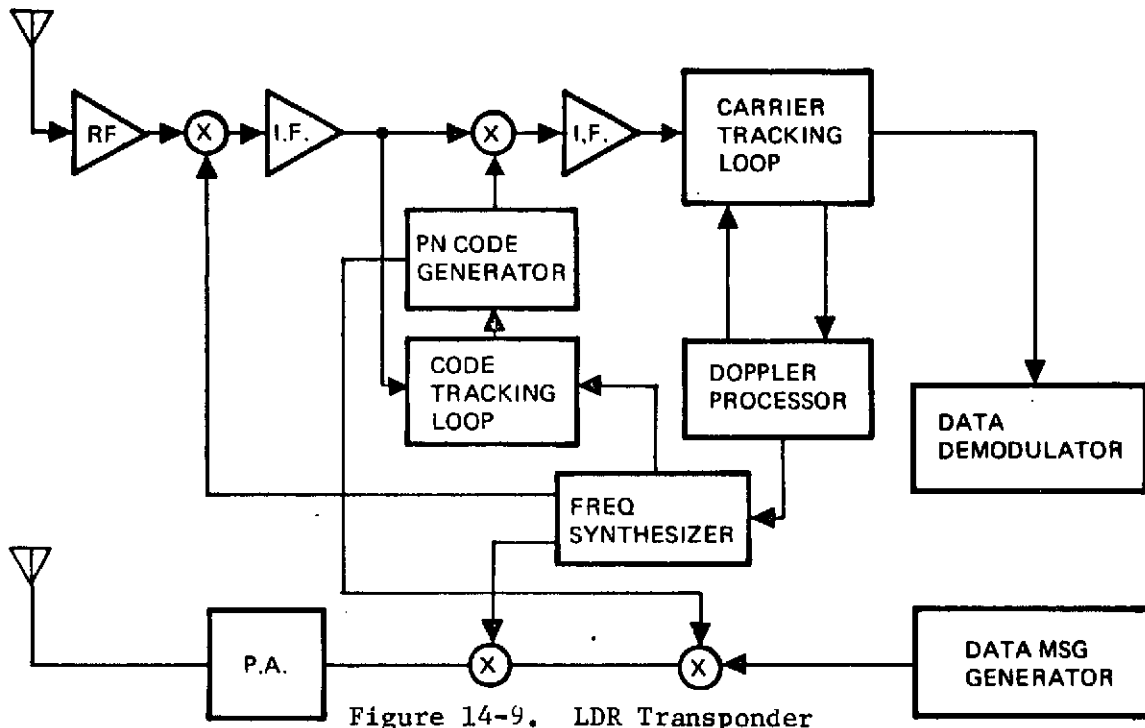 RF
X
I.F.
X
I,F.
CARRIER
TRACKING
LOOP
PN CODE
GENERATOR
CODE
TRACKING
LOOP
DOPPLER
PROCESSOR
DATA
DEMODULATOR
FREQ
SYNTHESIZER
P.A.
X
X
DATA MSG
GENERATOR
Figure 14-9. LDR Transponder